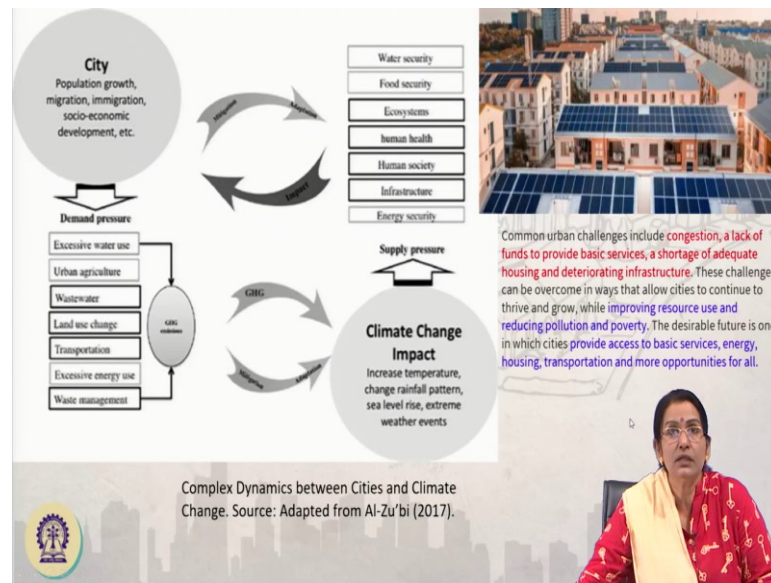 City
Population growth,
migration, immigration,
socio-economic
development, etc.
Demand pressure
Excessive water use
Urban agriculture
Wastewater
Land use change
Transportation
Excessive energy use
Waste management
GHG
emissions
Mitigation
Adaptation
Impact
GHG
Mitigation
Adaptation
Water security
Food security
Ecosystems
human health
Human society
Infrastructure
Energy security
Supply pressure
Climate Change
Impact
Increase temperature,
change rainfall pattern,
sea level rise, extreme
weather events
Complex Dynamics between Cities and Climate
Change. Source: Adapted from Al-Zu’bi (2017).
Common urban challenges include congestion, a lack of
funds to provide basic services, a shortage of adequate
housing and deteriorating infrastructure. These challenge
can be overcome in ways that allow cities to continue to
thrive and grow, while improving resource use and
reducing pollution and poverty. The desirable future is on
in which cities provide access to basic services, energy,
housing, transportation and more opportunities for all.